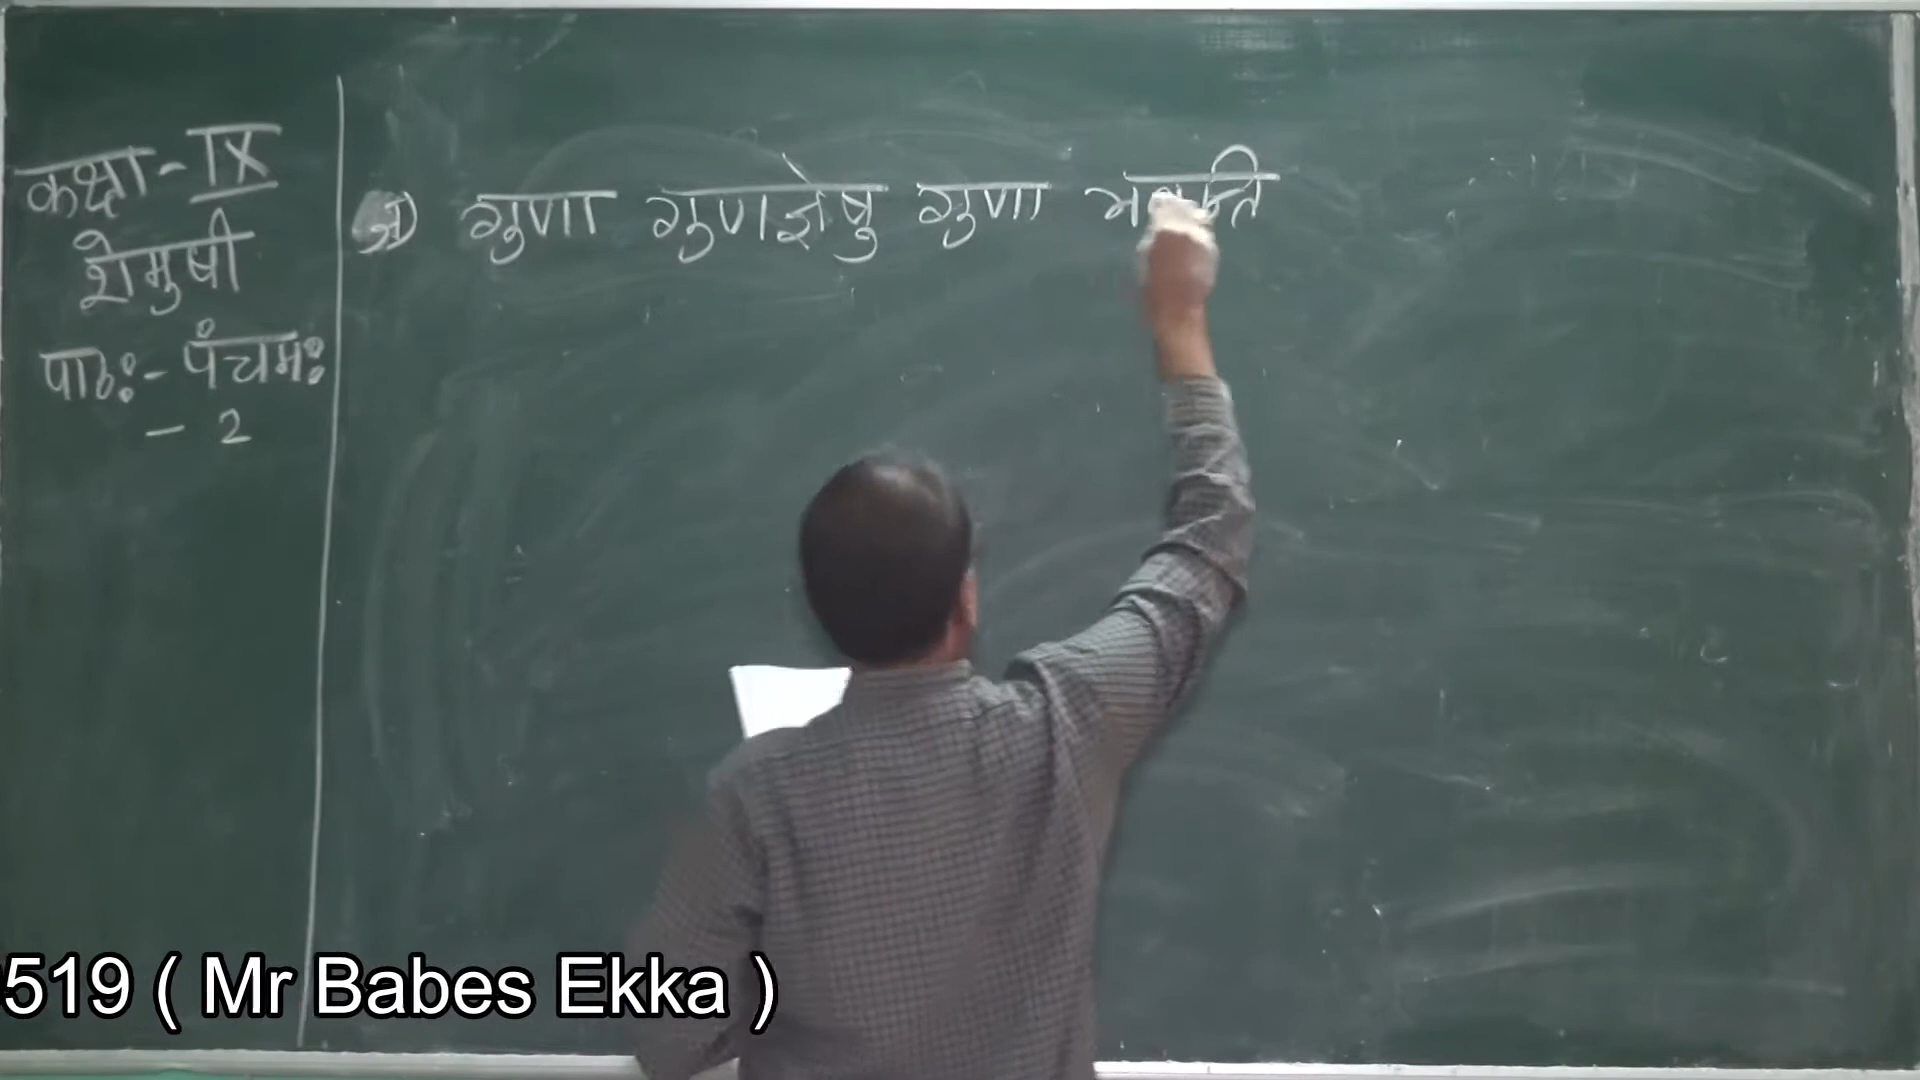 कक्षा - IX
शेमुषी
पाठः - पंचमः
- 2
गुणा गुणज्ञेषु गुणा
519 ( Mr Babes Ekka )